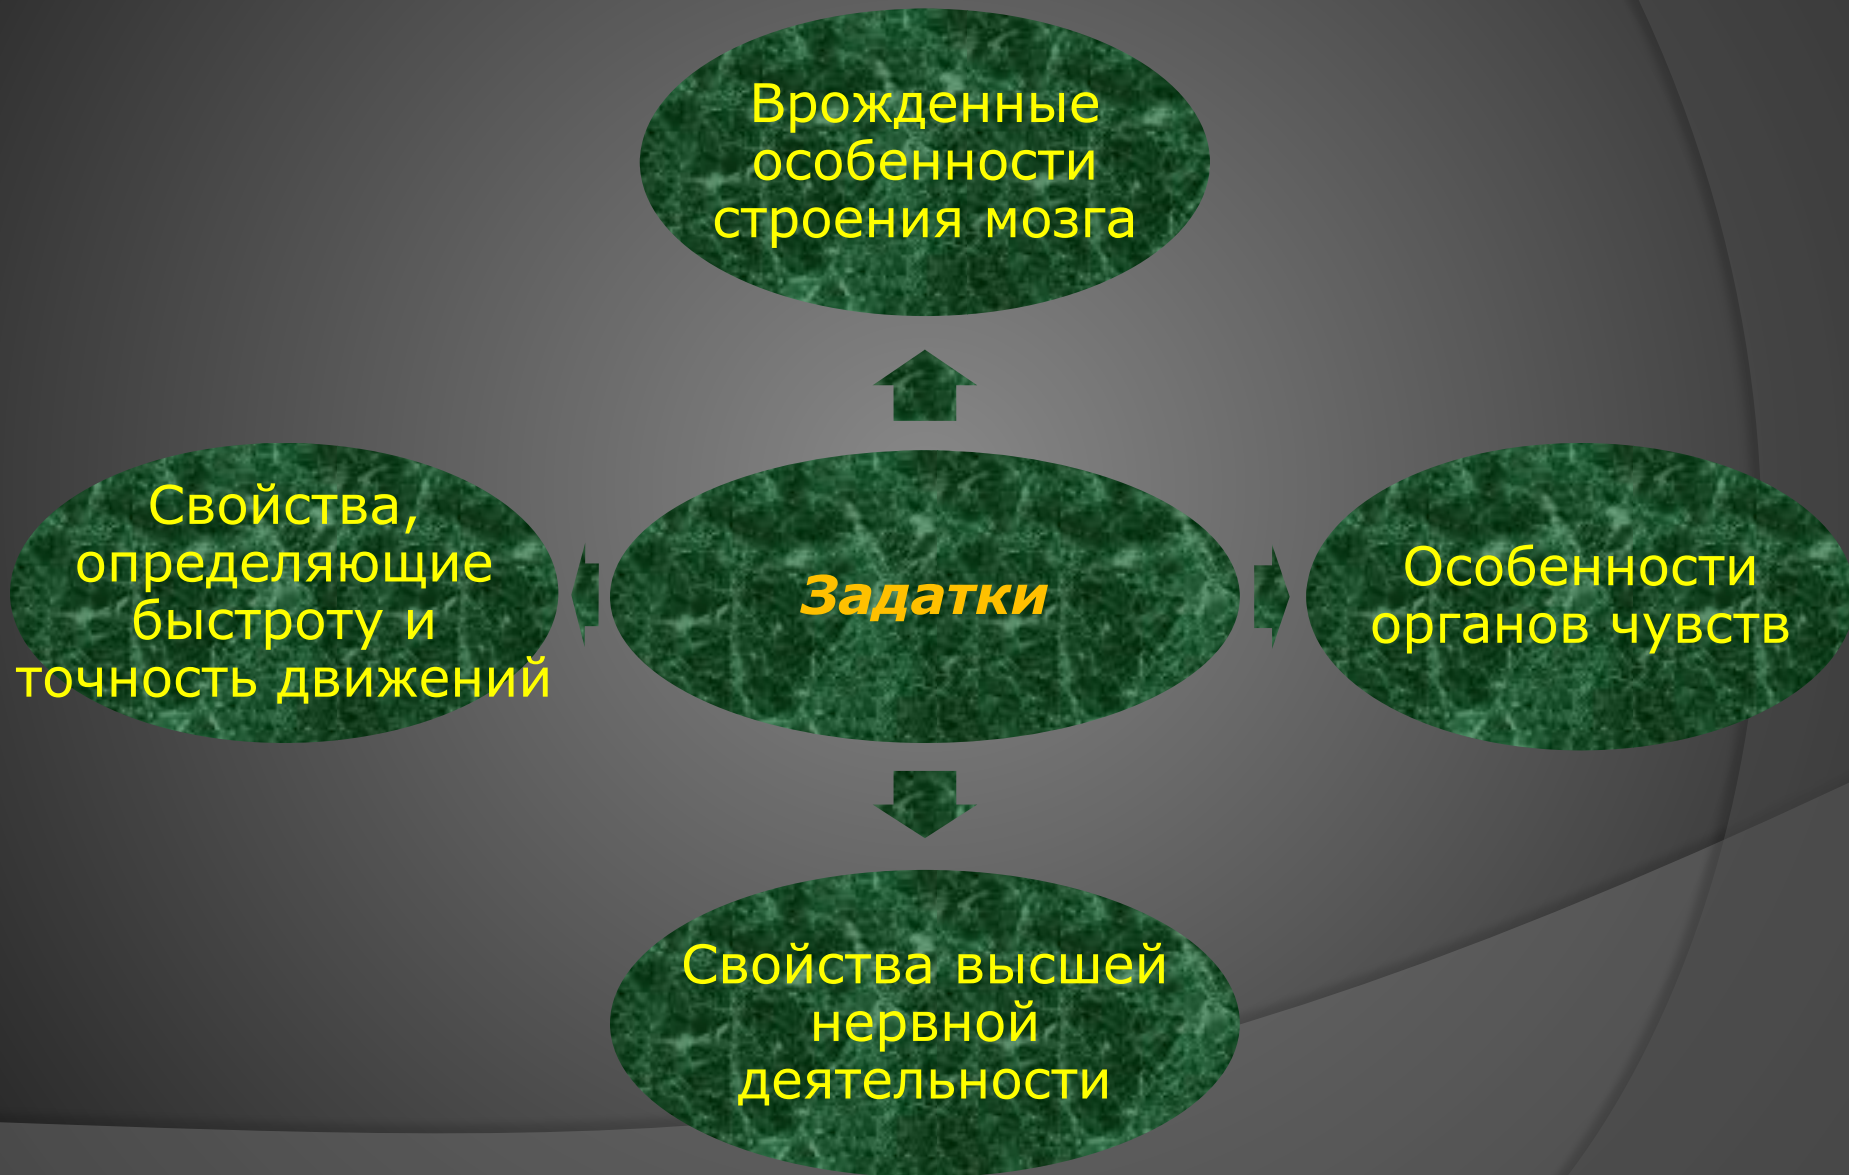 Врожденные
особенности
строения мозга
Свойства,
определяющие
быстроту и
точность движений
Задатки
Особенности
органов чувств
Свойства высшей
нервной
деятельности